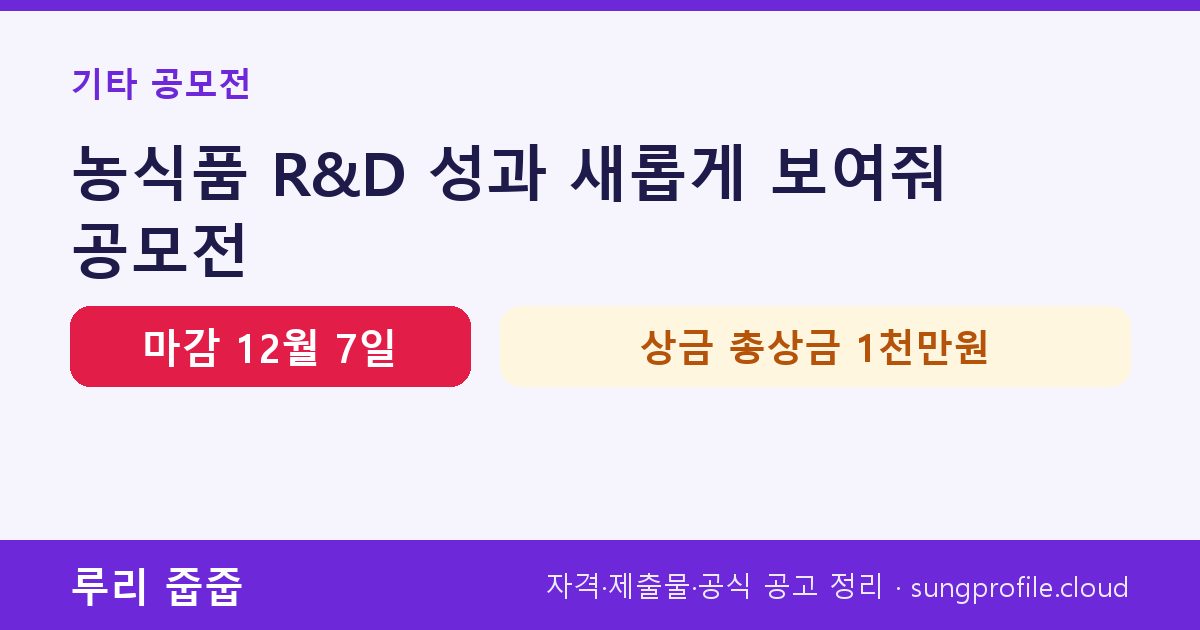 기타 공모전
농식품 R&D 성과 새롭게 보여줘
공모전
마감 12월 7일
상금 총상금 1천만원
루리 줍줍
자격·제출물·공식 공고 정리 · sungprofile.cloud